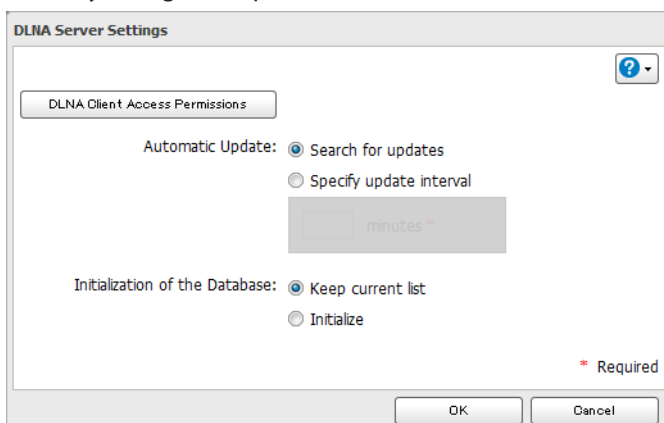 DLNA Server Settings
?
DLNA Client Access Permissions
Automatic Update: Search for updates
Specify update interval
minutes *
Initialization of the Database: Keep current list
Initialize
* Required
OK Cancel